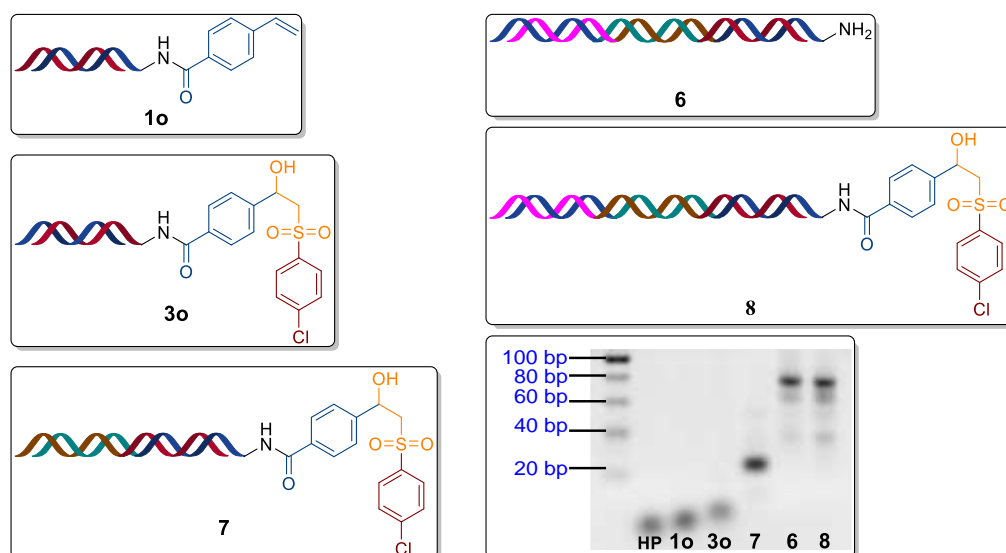 H
N
O
1o
OH
H
N
O
O=S=O
Cl
3o
OH
H
N
O
O=S=O
Cl
7
NH2
6
OH
H
N
O
O=S=O
Cl
8
100 bp
80 bp
60 bp
40 bp
20 bp
HP 1o 3o 7 6 8